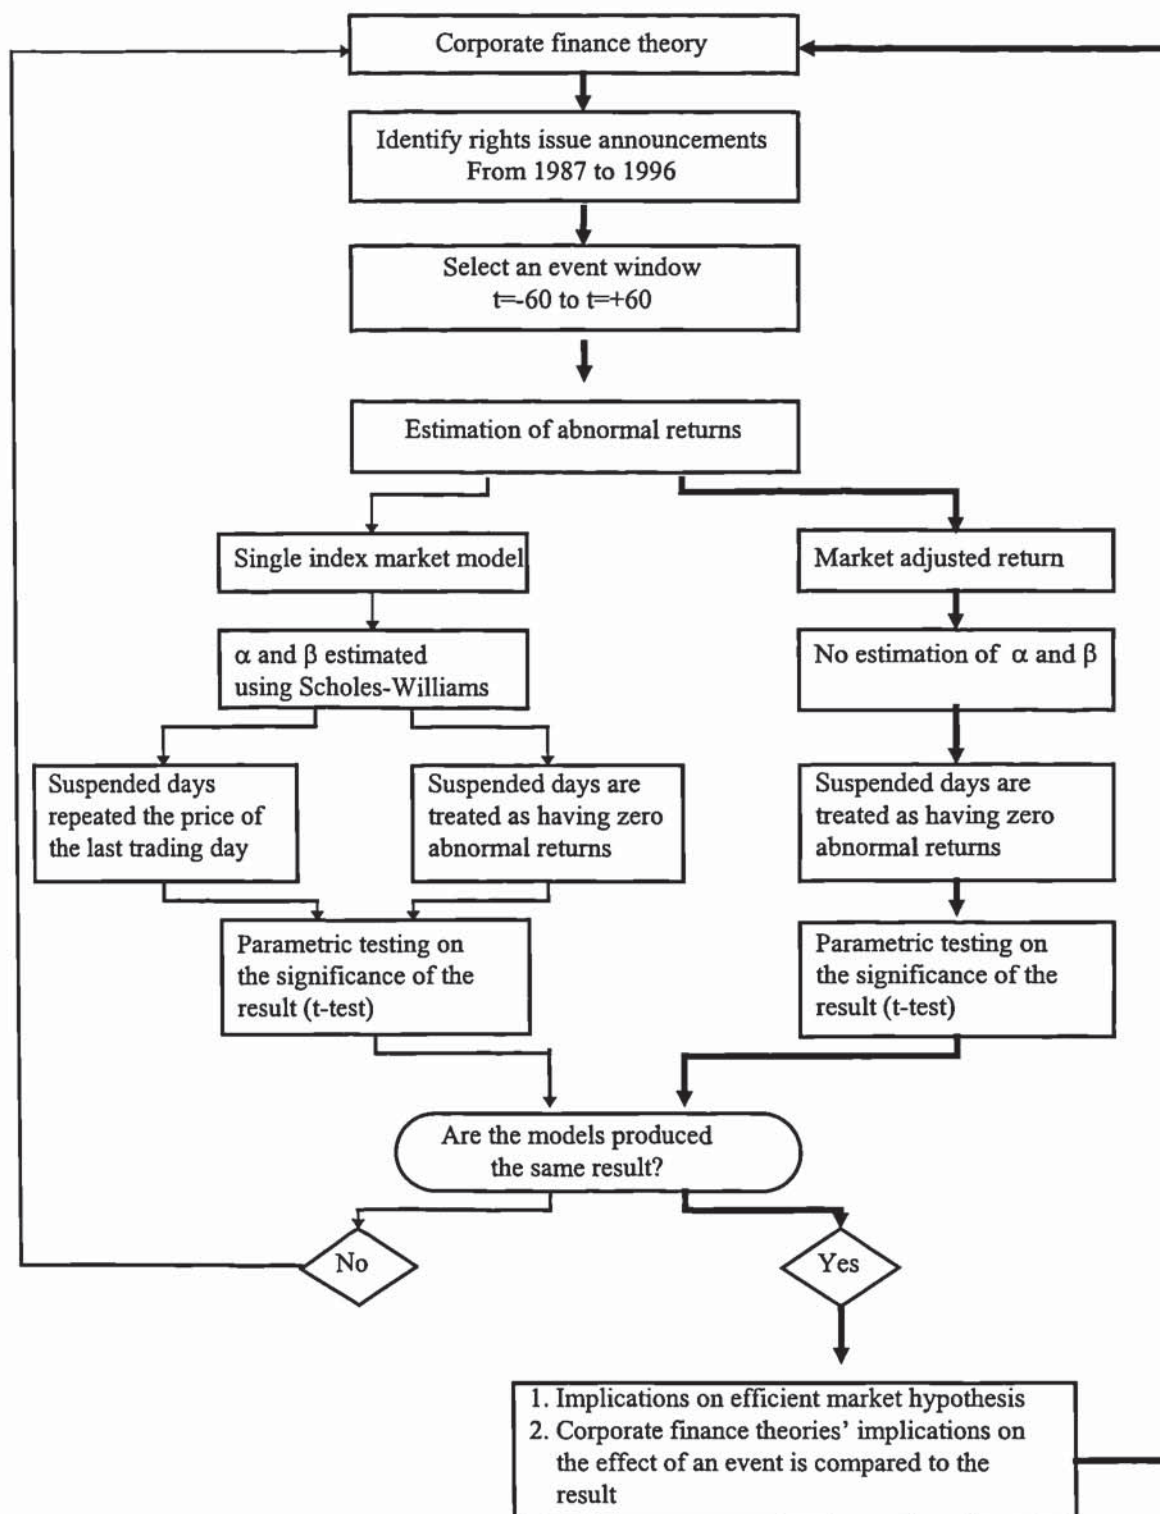 Corporate finance theory
Identify rights issue announcements
From 1987 to 1996
Select an event window
t=-60 to t=+60
Estimation of abnormal returns
Single index market model
Market adjusted return
α and β estimated
using Scholes-Williams
No estimation of α and β
Suspended days
repeated the price of
the last trading day
Suspended days are
treated as having zero
abnormal returns
Suspended days are
treated as having zero
abnormal returns
Parametric testing on
the significance of the
result (t-test)
Parametric testing on
the significance of the
result (t-test)
Are the models produced
the same result?
No
Yes
1. Implications on efficient market hypothesis
2. Corporate finance theories' implications on
the effect of an event is compared to the
result